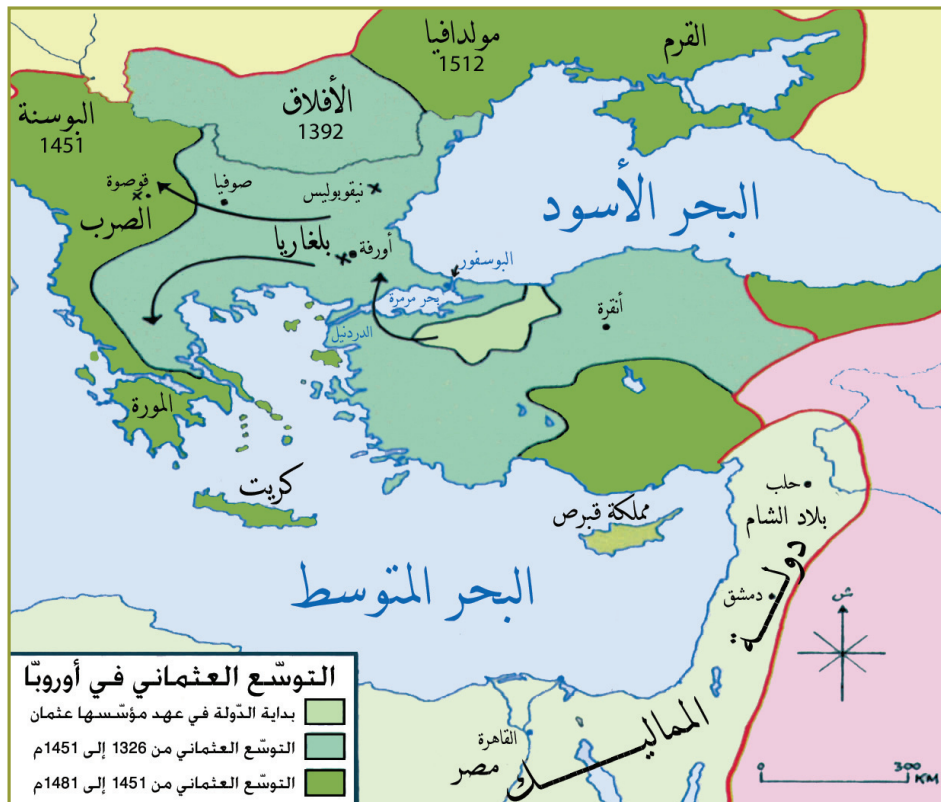 مولدافيا
1512
القرم
الأفلاق
1392
البوسنة
1451
قوصوة
صوفيا
نيقوبوليس
الصرب
بلغاريا
أورفة
البحر الأسود
البوسفور
بحر مرمرة
الدردنيل
أنقرة
المورة
كريت
مملكة قبرص
حلب
بلاد الشام
دولة
دمشق
البحر المتوسط
المماليك
القاهرة
مصر
ش
0 300
KM
التوسّع العثماني في أوروبّا
بداية الدّولة في عهد مؤسّسها عثمان
التوسّع العثماني من 1326 إلى 1451م
التوسّع العثماني من 1451 إلى 1481م